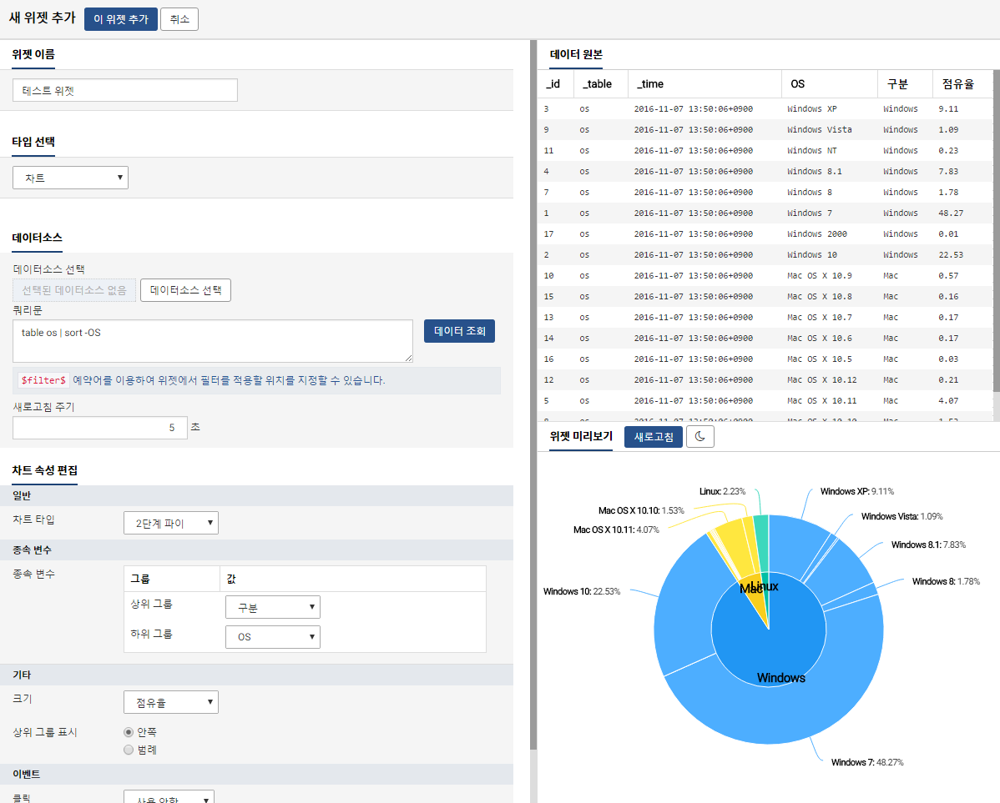 새 위젯 추가 이 위젯 추가 취소
위젯 이름
테스트 위젯
타입 선택
차트
데이터소스
데이터소스 선택
선택된 데이터소스 없음 데이터소스 선택
쿼리문
table os | sort -OS
데이터 조회
$filter$ 예약어를 이용하여 위젯에서 필터를 적용할 위치를 지정할 수 있습니다.
새로고침 주기
5 초
차트 속성 편집
일반
차트 타입 2단계 파이
종속 변수
종속 변수
그룹 값
상위 그룹 구분
하위 그룹 OS
기타
크기 점유율
상위 그룹 표시 안쪽
범례
이벤트
클릭 사용 안함
데이터 원본
_id _table _time OS 구분 점유율
3 os 2016-11-07 13:50:06+0900 Windows XP Windows 9.11
9 os 2016-11-07 13:50:06+0900 Windows Vista Windows 1.09
11 os 2016-11-07 13:50:06+0900 Windows NT Windows 0.23
4 os 2016-11-07 13:50:06+0900 Windows 8.1 Windows 7.83
7 os 2016-11-07 13:50:06+0900 Windows 8 Windows 1.78
1 os 2016-11-07 13:50:06+0900 Windows 7 Windows 48.27
17 os 2016-11-07 13:50:06+0900 Windows 2000 Windows 0.01
2 os 2016-11-07 13:50:06+0900 Windows 10 Windows 22.53
10 os 2016-11-07 13:50:06+0900 Mac OS X 10.9 Mac 0.57
15 os 2016-11-07 13:50:06+0900 Mac OS X 10.8 Mac 0.16
13 os 2016-11-07 13:50:06+0900 Mac OS X 10.7 Mac 0.17
14 os 2016-11-07 13:50:06+0900 Mac OS X 10.6 Mac 0.17
16 os 2016-11-07 13:50:06+0900 Mac OS X 10.5 Mac 0.03
12 os 2016-11-07 13:50:06+0900 Mac OS X 10.12 Mac 0.21
5 os 2016-11-07 13:50:06+0900 Mac OS X 10.11 Mac 4.07
8 os 2016-11-07 13:50:06+0900 Mac OS X 10.10 Mac 1.53
위젯 미리보기 새로고침
Linux: 2.23%
Windows XP: 9.11%
Mac OS X 10.10: 1.53%
Windows Vista: 1.09%
Mac OS X 10.11: 4.07%
Windows 8.1: 7.83%
Windows 8: 1.78%
Windows 10: 22.53%
Linux
Mac
Windows
Windows 7: 48.27%